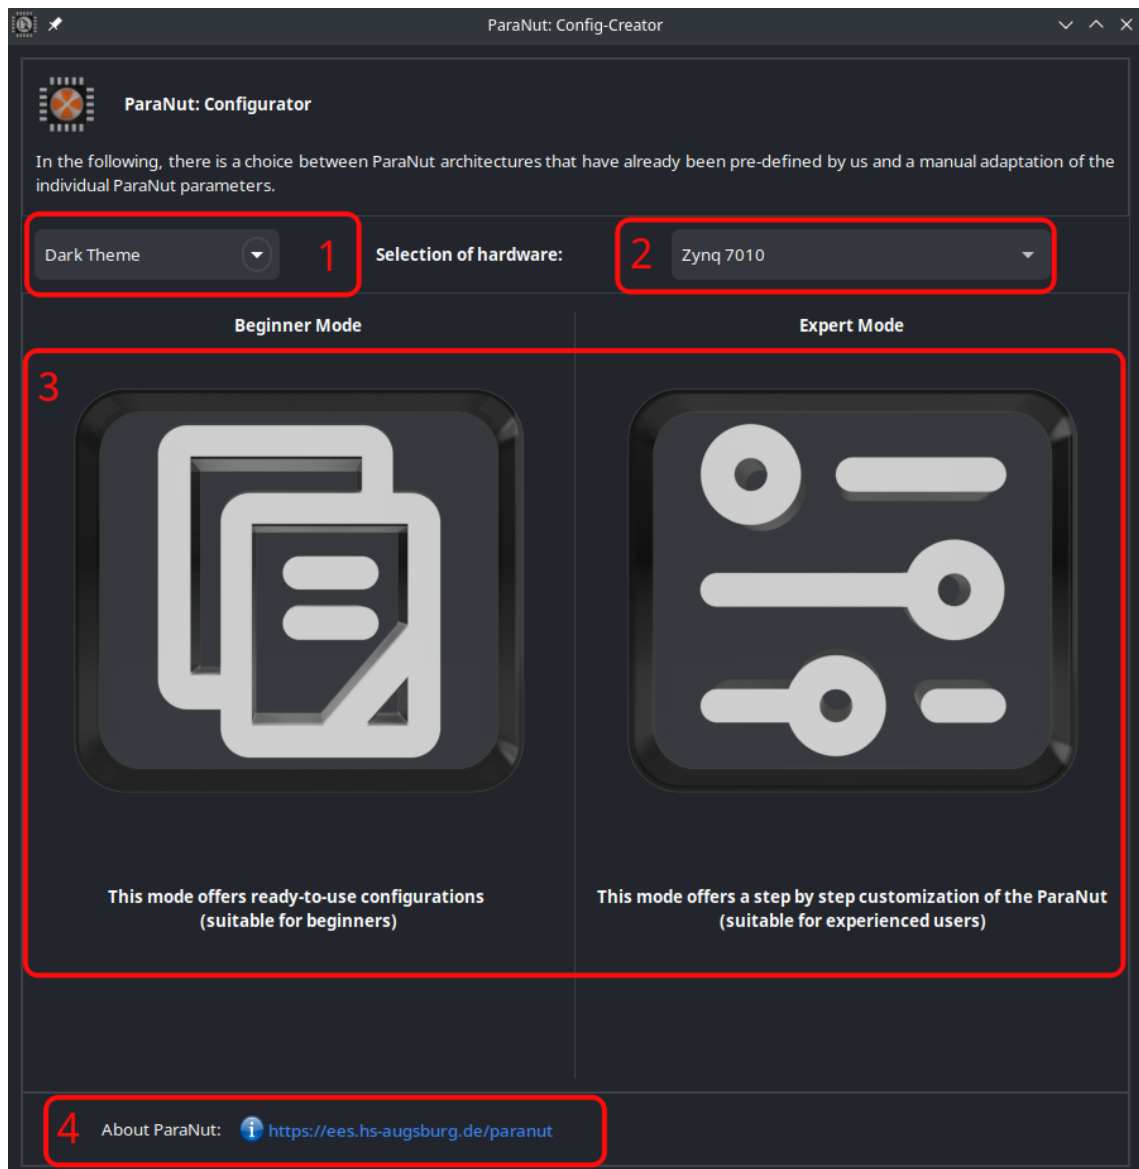 ParaNut: Config-Creator
ParaNut: Configurator
In the following, there is a choice between ParaNut architectures that have already been pre-defined by us and a manual adaptation of the
individual ParaNut parameters.
Dark Theme 1 Selection of hardware: 2 Zynq 7010
Beginner Mode Expert Mode
3
This mode offers ready-to-use configurations
(suitable for beginners)
This mode offers a step by step customization of the ParaNut
(suitable for experienced users)
4 About ParaNut: https://ees.hs-augsburg.de/paranut